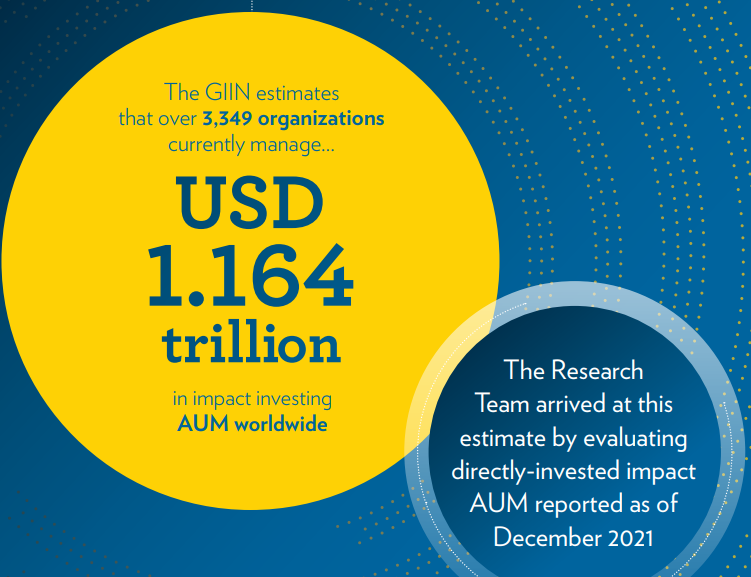 The GIIN estimates
that over 3,349 organizations
currently manage...
USD
1.164
trillion
in impact investing
AUM worldwide
The Research
Team arrived at this
estimate by evaluating
directly-invested impact
AUM reported as of
December 2021